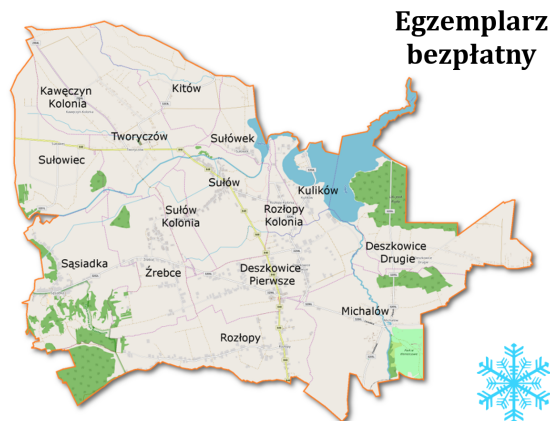 Egzemplarz
bezpłatny
Kawęczyn
Kolonia
Kitów
Tworyczów
Sułówek
Sułowiec
Sułów
Kulików
Sułów
Kolonia
Rozłopy
Kolonia
Deszkowice
Drugie
Sąsiadka
Źrebce
Deszkowice
Pierwsze
Michalów
Rozłopy